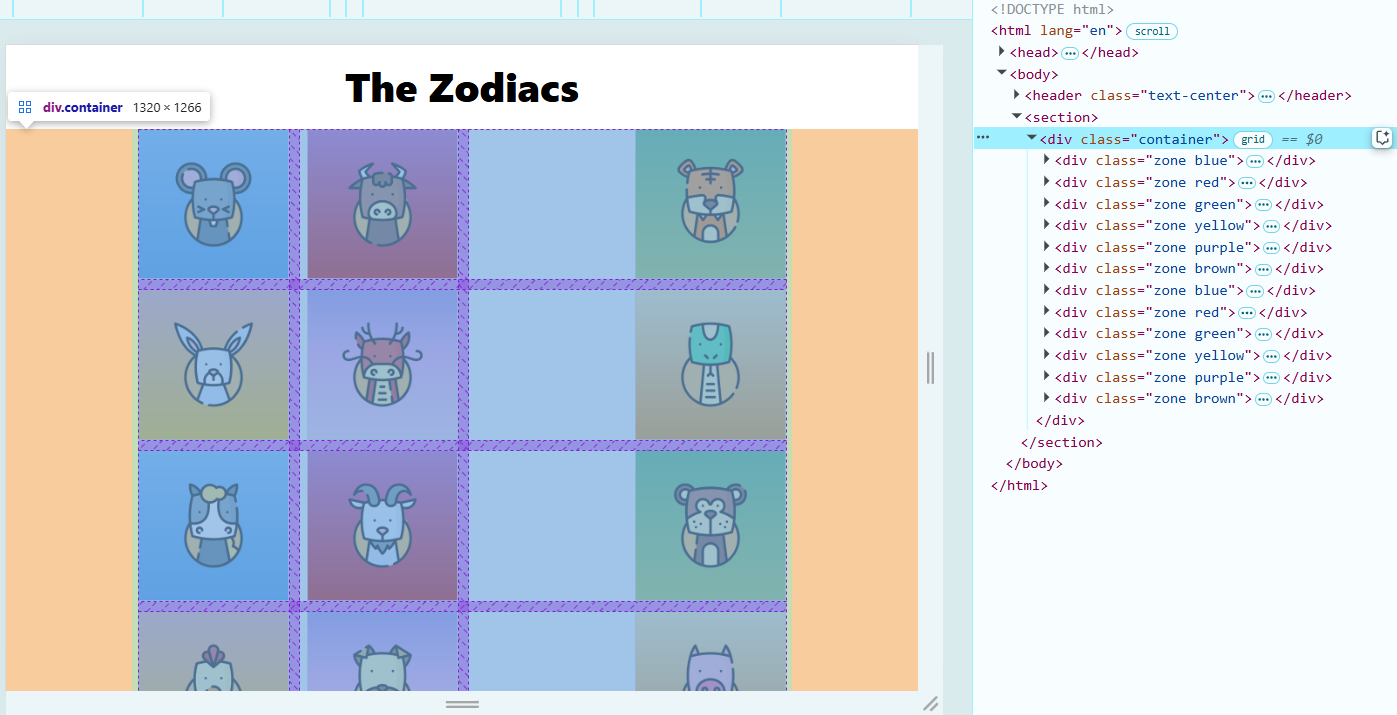 The Zodiacs
div.container 1320 × 1266
<!DOCTYPE html>
<html lang="en"> scroll
<head> ••• </head>
<body>
<header class="text-center"> ••• </header>
<section>
••• <div class="container"> grid == $0
<div class="zone blue"> ••• </div>
<div class="zone red"> ••• </div>
<div class="zone green"> ••• </div>
<div class="zone yellow"> ••• </div>
<div class="zone purple"> ••• </div>
<div class="zone brown"> ••• </div>
<div class="zone blue"> ••• </div>
<div class="zone red"> ••• </div>
<div class="zone green"> ••• </div>
<div class="zone yellow"> ••• </div>
<div class="zone purple"> ••• </div>
<div class="zone brown"> ••• </div>
</div>
</section>
</body>
</html>